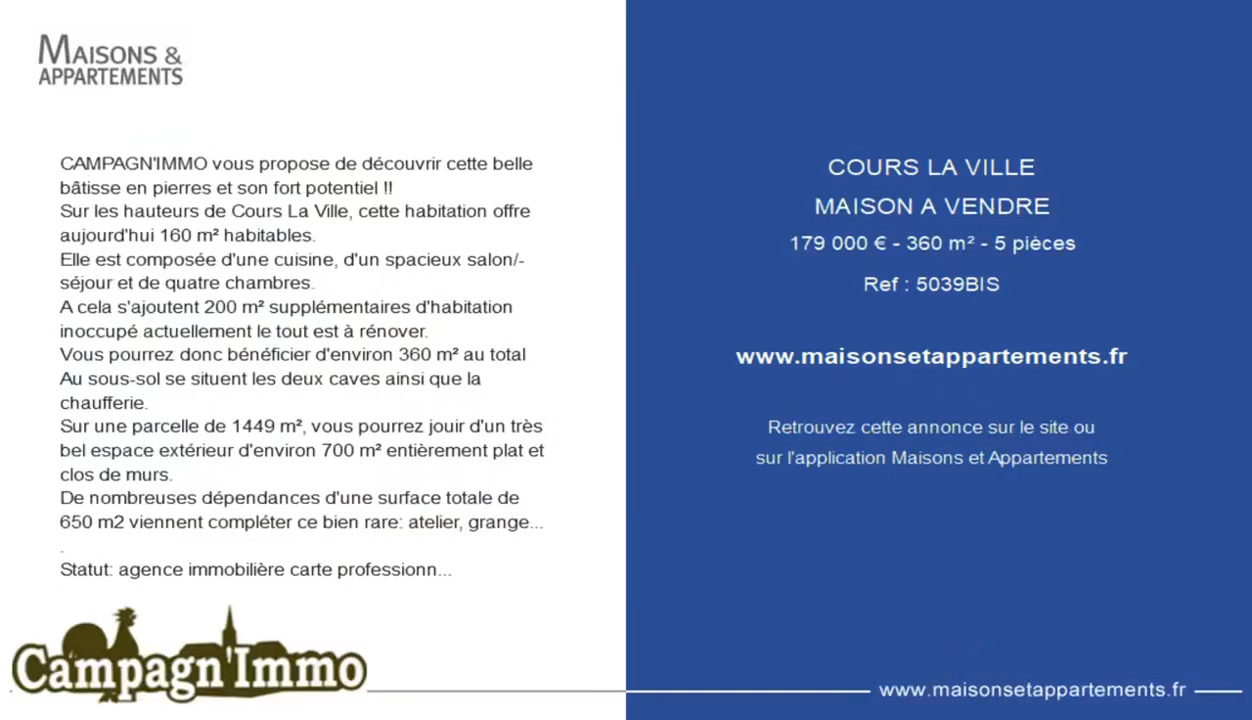 MAISONS &
APPARTEMENTS
CAMPAGN'IMMO vous propose de découvrir cette belle
bâtisse en pierres et son fort potentiel !!
Sur les hauteurs de Cours La Ville, cette habitation offre
aujourd'hui 160 m² habitables.
Elle est composée d'une cuisine, d'un spacieux salon/-
séjour et de quatre chambres.
A cela s'ajoutent 200 m² supplémentaires d'habitation
inoccupé actuellement le tout est à rénover.
Vous pourrez donc bénéficier d'environ 360 m² au total
Au sous-sol se situent les deux caves ainsi que la
chaufferie.
Sur une parcelle de 1449 m², vous pourrez jouir d'un très
bel espace extérieur d'environ 700 m² entièrement plat et
clos de murs.
De nombreuses dépendances d'une surface totale de
650 m2 viennent compléter ce bien rare: atelier, grange...
.
Statut: agence immobilière carte professionn...
Campagn'Immo
COURS LA VILLE
MAISON A VENDRE
179 000 € - 360 m² - 5 pièces
Ref : 5039BIS
www.maisonsetappartements.fr
Retrouvez cette annonce sur le site ou
sur l'application Maisons et Appartements
www.maisonsetappartements.fr